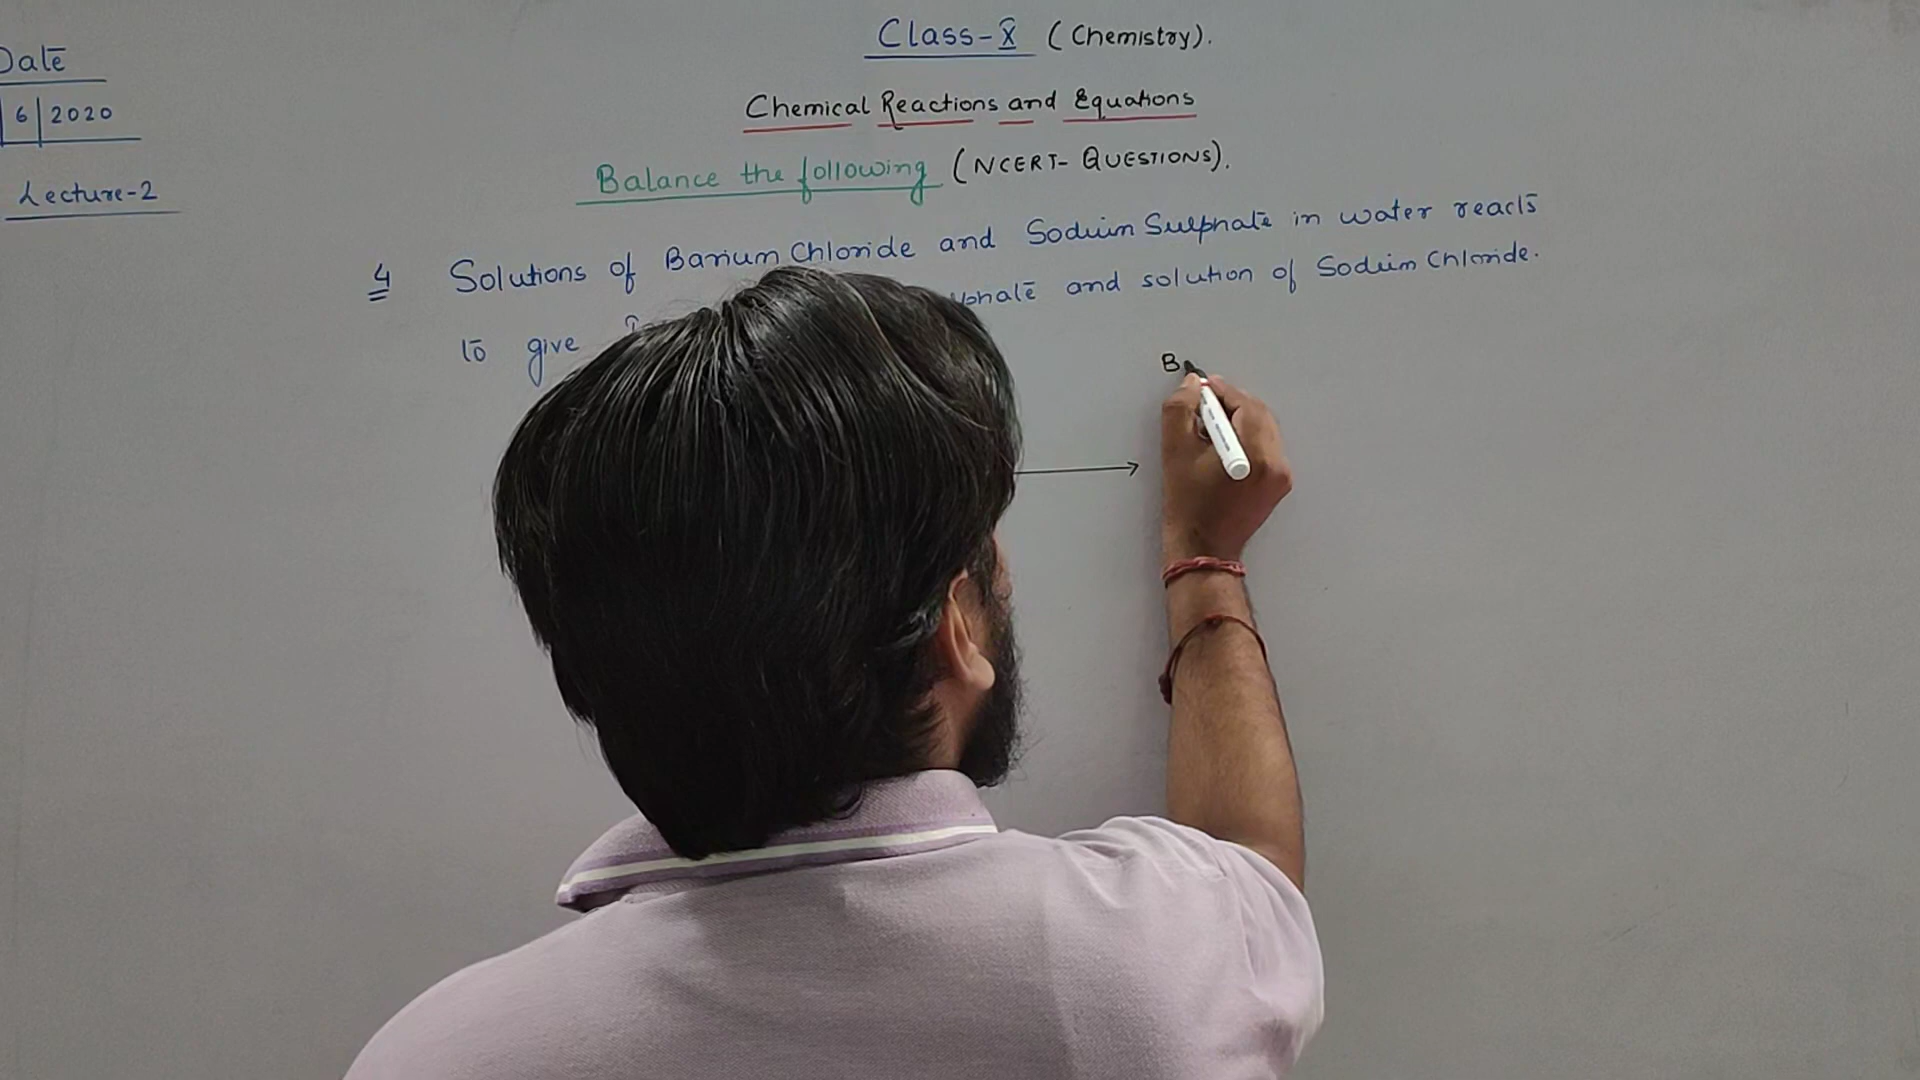 Class-X (Chemistry).
Date
Chemical Reactions and Equations
6 2020
Balance the following (NCERT- QUESTIONS).
Lecture-2
4 Solutions of Barium Chloride and Sodium Sulphate in water reacts
to give and solution of Sodium Chloride.
B